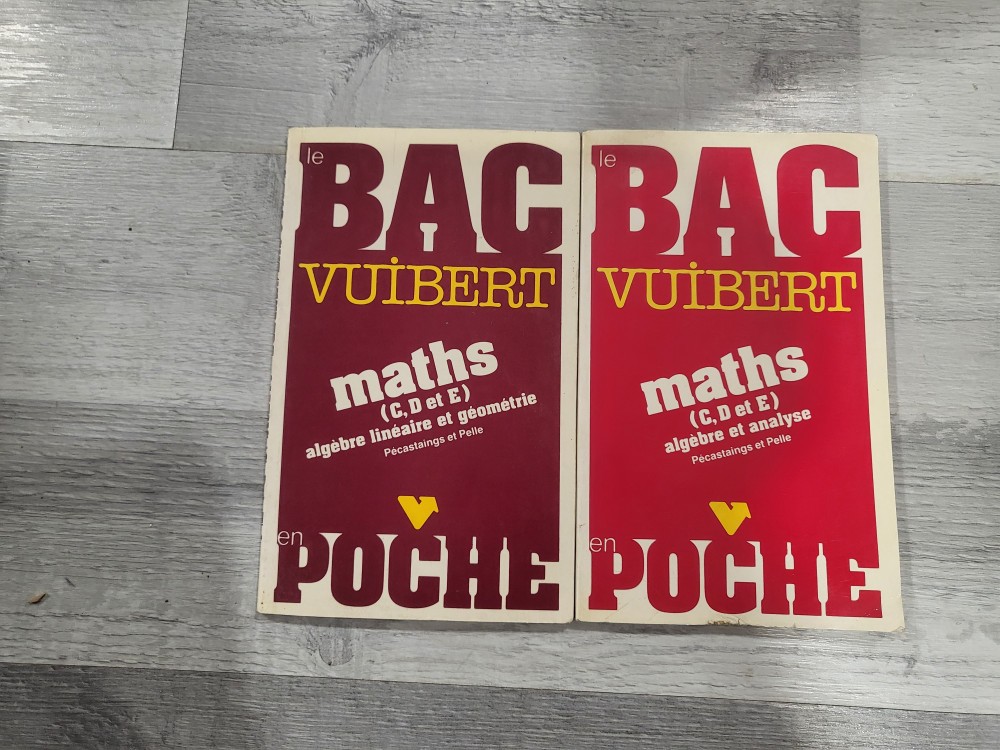 le
BAC
VUiBERT
maths
(C, D et E)
algèbre linéaire et géométrie
Pécastaings et Pelle
V
en
POCHE
le
BAC
VUiBERT
maths
(C, D et E)
algèbre et analyse
Pécastaings et Pelle
V
en
POCHE